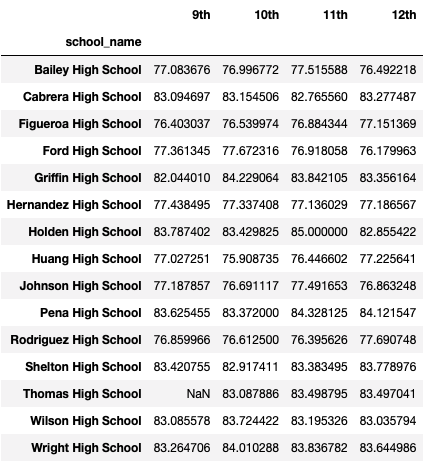 9th 10th 11th 12th
school_name
Bailey High School 77.083676 76.996772 77.515588 76.492218
Cabrera High School 83.094697 83.154506 82.765560 83.277487
Figueroa High School 76.403037 76.539974 76.884344 77.151369
Ford High School 77.361345 77.672316 76.918058 76.179963
Griffin High School 82.044010 84.229064 83.842105 83.356164
Hernandez High School 77.438495 77.337408 77.136029 77.186567
Holden High School 83.787402 83.429825 85.000000 82.855422
Huang High School 77.027251 75.908735 76.446602 77.225641
Johnson High School 77.187857 76.691117 77.491653 76.863248
Pena High School 83.625455 83.372000 84.328125 84.121547
Rodriguez High School 76.859966 76.612500 76.395626 77.690748
Shelton High School 83.420755 82.917411 83.383495 83.778976
Thomas High School NaN 83.087886 83.498795 83.497041
Wilson High School 83.085578 83.724422 83.195326 83.035794
Wright High School 83.264706 84.010288 83.836782 83.644986